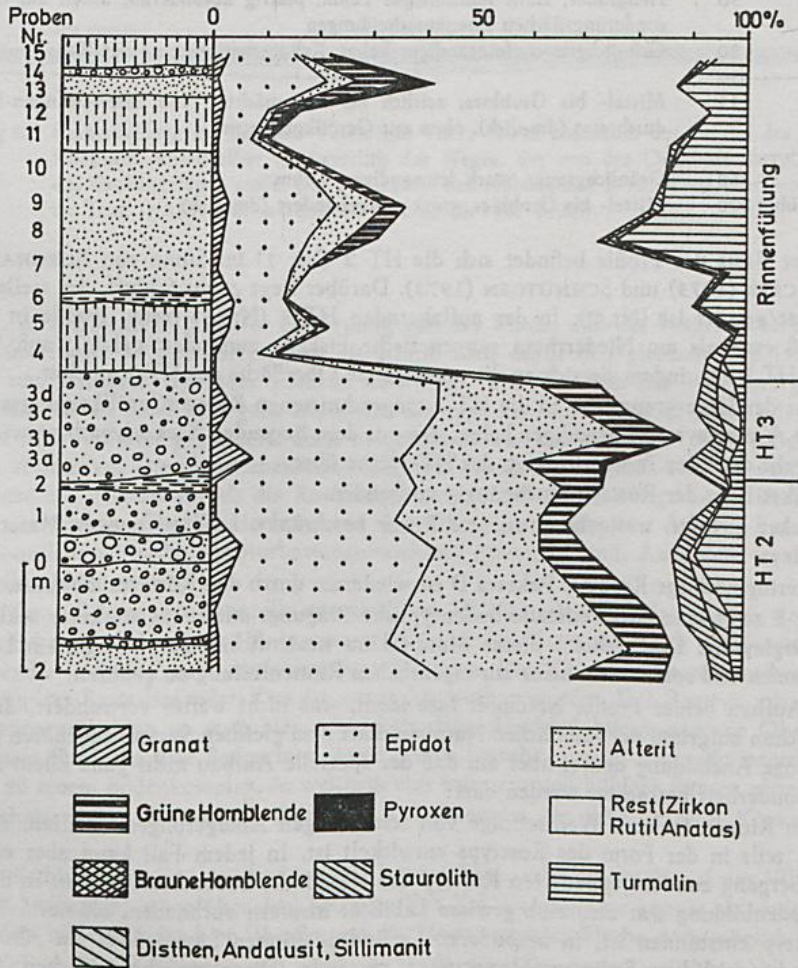 Proben Nr.
0 50 100%
15
14
13
12
11
10
9
8
7
6
5
4
3d
3c
3b
3a
2
1
0
m
2
Rinnenfüllung
HT 3
HT 2
Granat
Epidot
Alterit
Grüne Hornblende
Pyroxen
Rest (Zirkon
Rutil Anatas)
Braune Hornblende
Staurolith
Turmalin
Disthen, Andalusit, Sillimanit